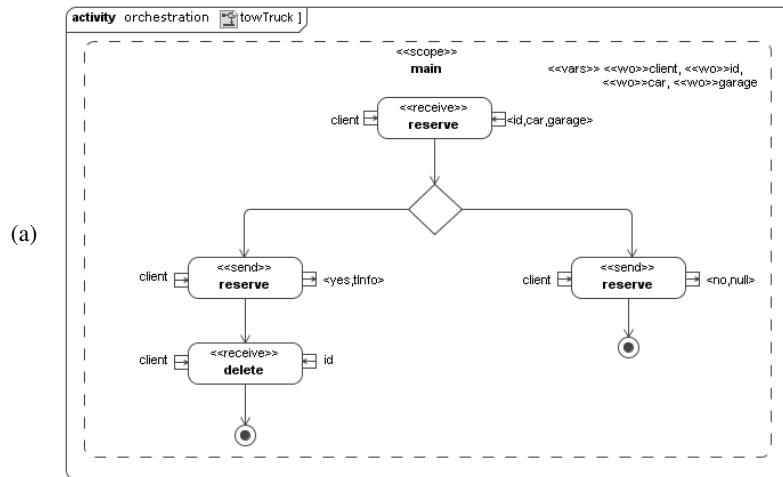 activity orchestration towTruck ]
<<scope>>
main
<<vars>> <<wo>>client, <<wo>>id,
<<wo>>car, <<wo>>garage
<<receive>>
reserve
client
<id,car,garage>
(a)
<<send>>
reserve
client
<yes,tInfo>
<<send>>
reserve
client
<no,null>
<<receive>>
delete
client
id